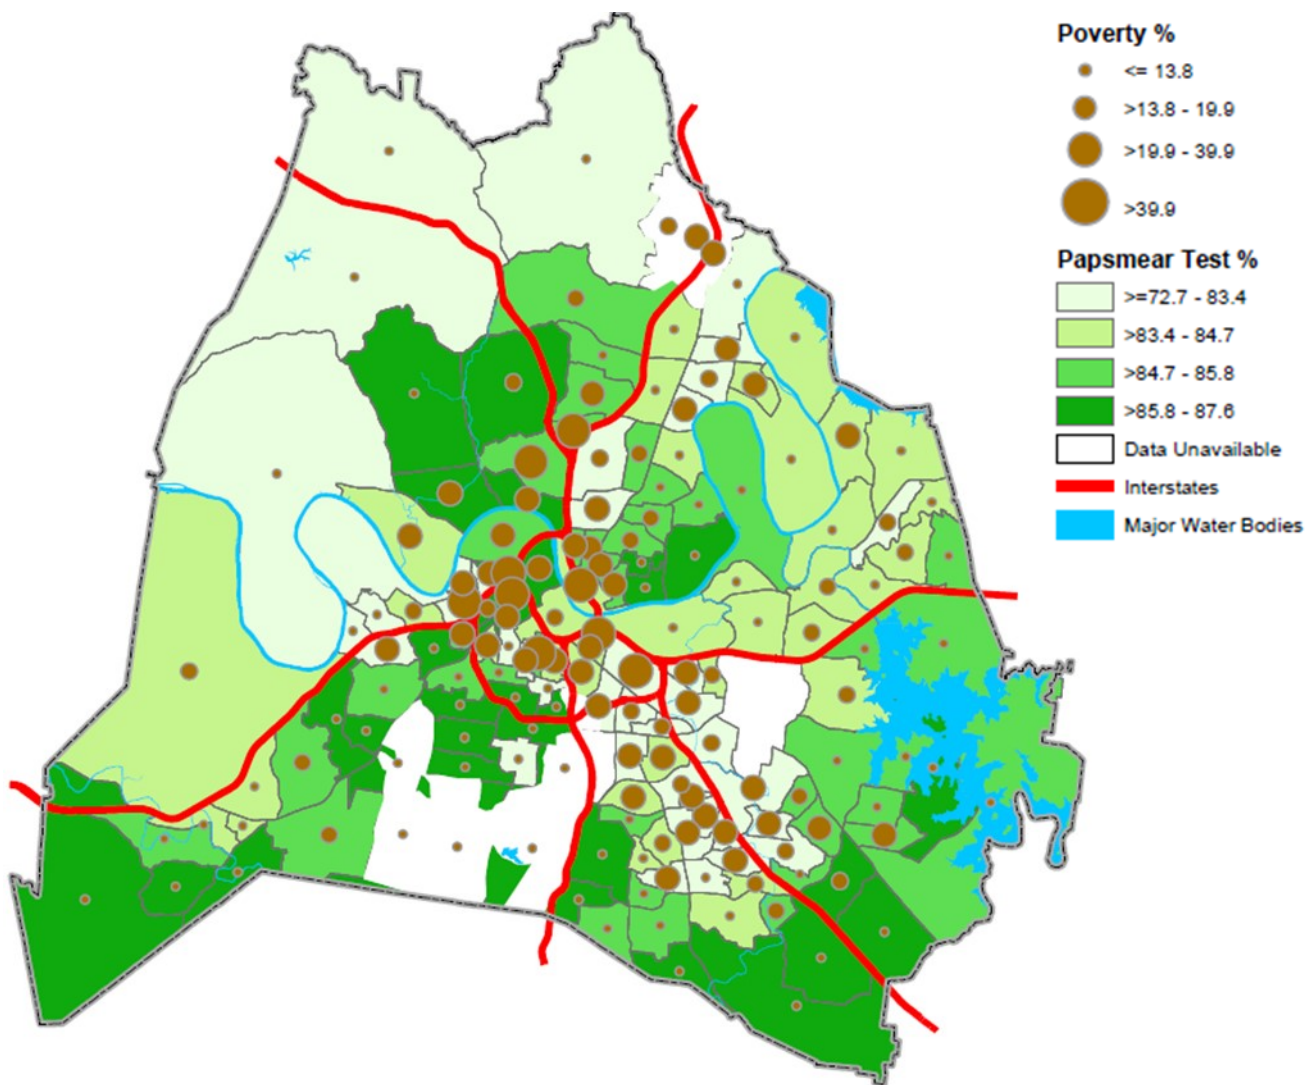 Poverty %
<= 13.8
>13.8 - 19.9
>19.9 - 39.9
>39.9
Papsmear Test %
>=72.7 - 83.4
>83.4 - 84.7
>84.7 - 85.8
>85.8 - 87.6
Data Unavailable
Interstates
Major Water Bodies